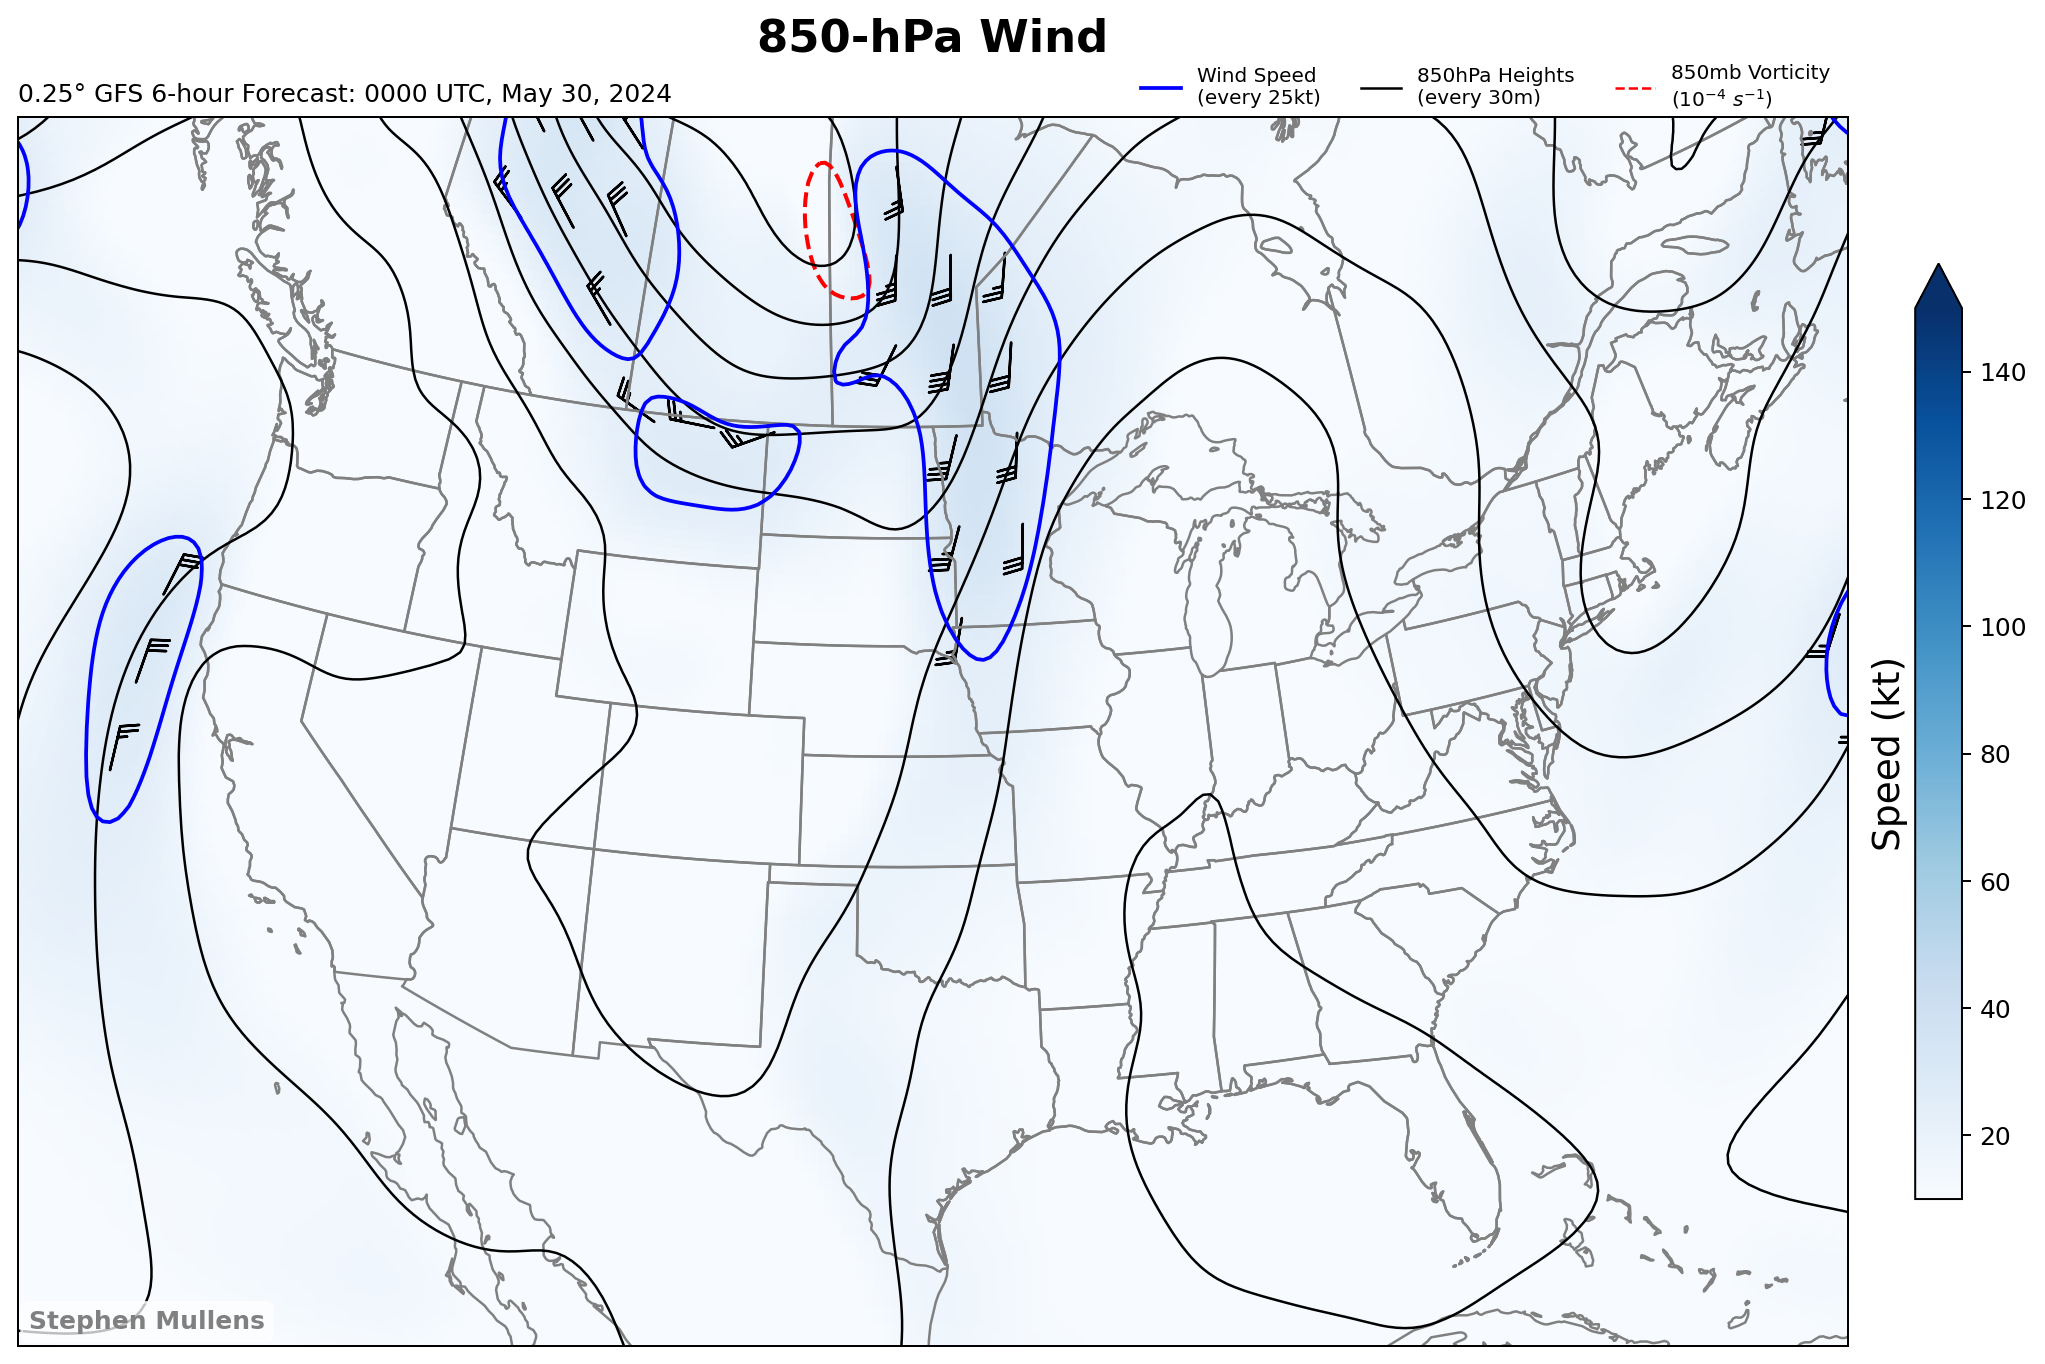 850-hPa Wind
0.25° GFS 6-hour Forecast: 0000 UTC, May 30, 2024
Wind Speed
(every 25kt)
850hPa Heights
(every 30m)
850mb Vorticity
(10⁻⁴ s⁻¹)
140
120
100
80
60
40
20
Speed (kt)
Stephen Mullens